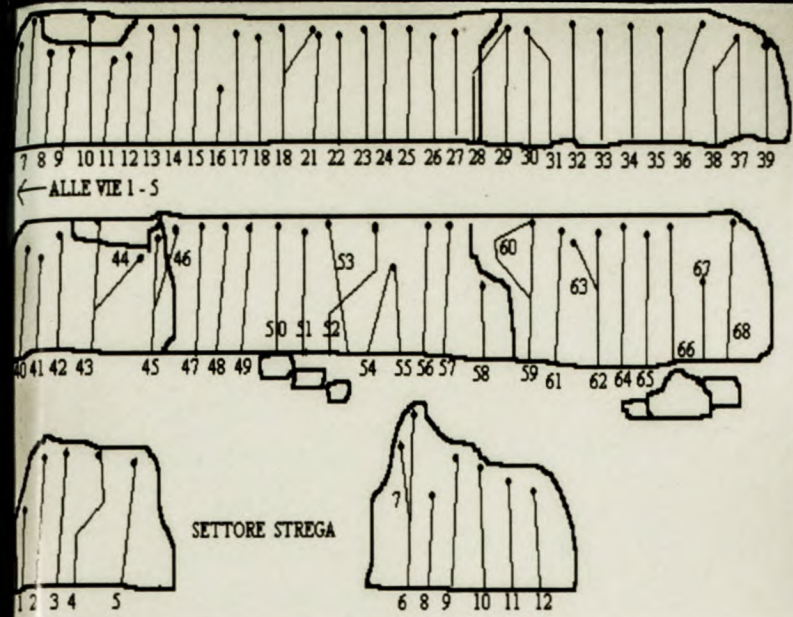 7 8 9 10 11 12 13 14 15 16 17 18 18 21 22 23 24 25 26 27 28 29 30 31 32 33 34 35 36 38 37 39
← ALLE VIE 1 - 5
44 46 53 60 63 67
50 51 52 66 68
40 41 42 43 45 47 48 49 54 55 56 57 58 59 61 62 64 65
7
SETTORE STREGA
1 2 3 4 5 6 8 9 10 11 12